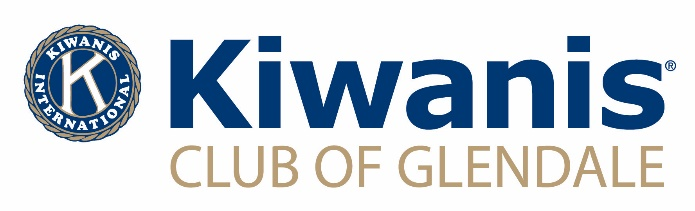 KIWANIS
K
INTERNATIONAL
Kiwanis®
CLUB OF GLENDALE